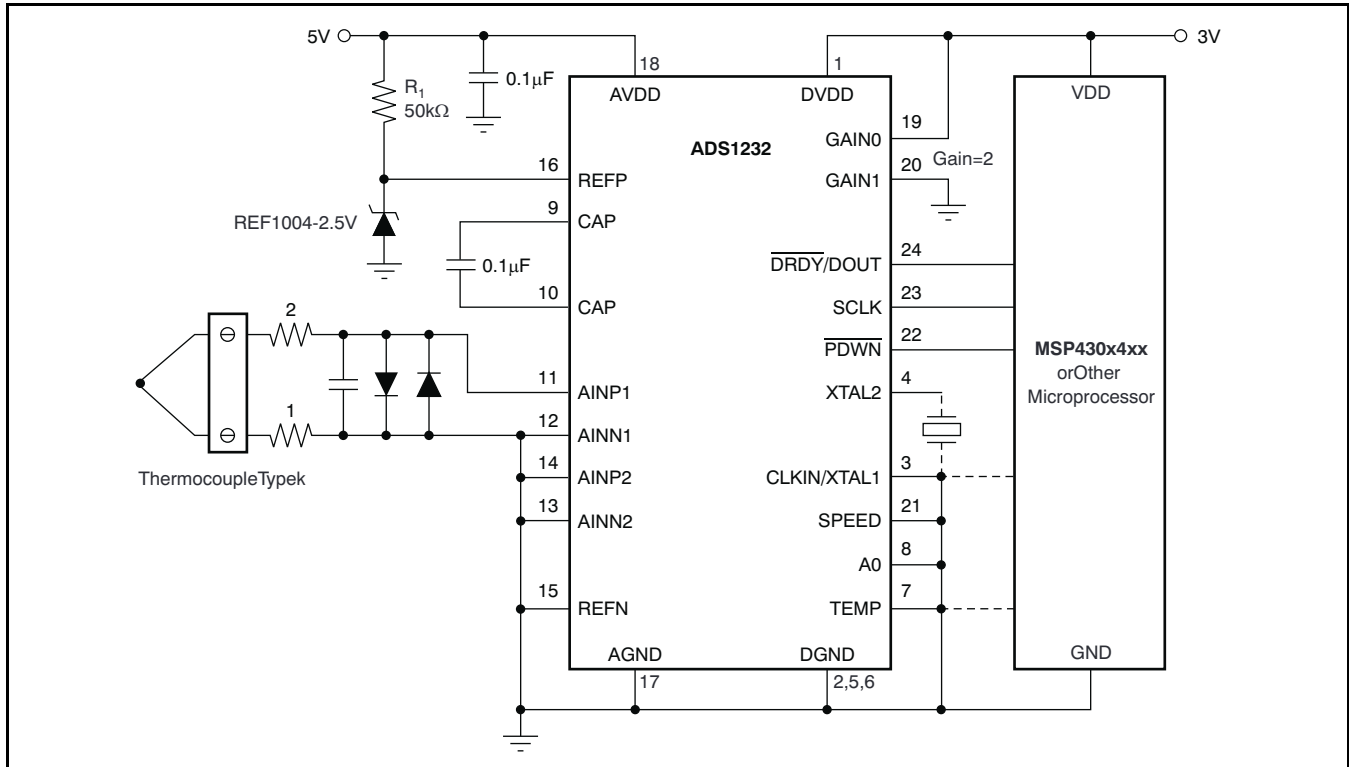 5V
3V
18
1
R1
50kΩ
0.1μF
AVDD
DVDD
VDD
ADS1232
19
GAIN0
Gain=2
20
GAIN1
16
REFP
9
CAP
REF1004-2.5V
0.1μF
10
CAP
24
DRDY/DOUT
23
SCLK
22
PDWN
MSP430x4xx
orOther
Microprocessor
2
1
ThermocoupleTypek
11
AINP1
4
XTAL2
12
AINN1
14
AINP2
3
CLKIN/XTAL1
13
AINN2
21
SPEED
8
A0
15
REFN
7
TEMP
AGND
DGND
GND
17
2,5,6